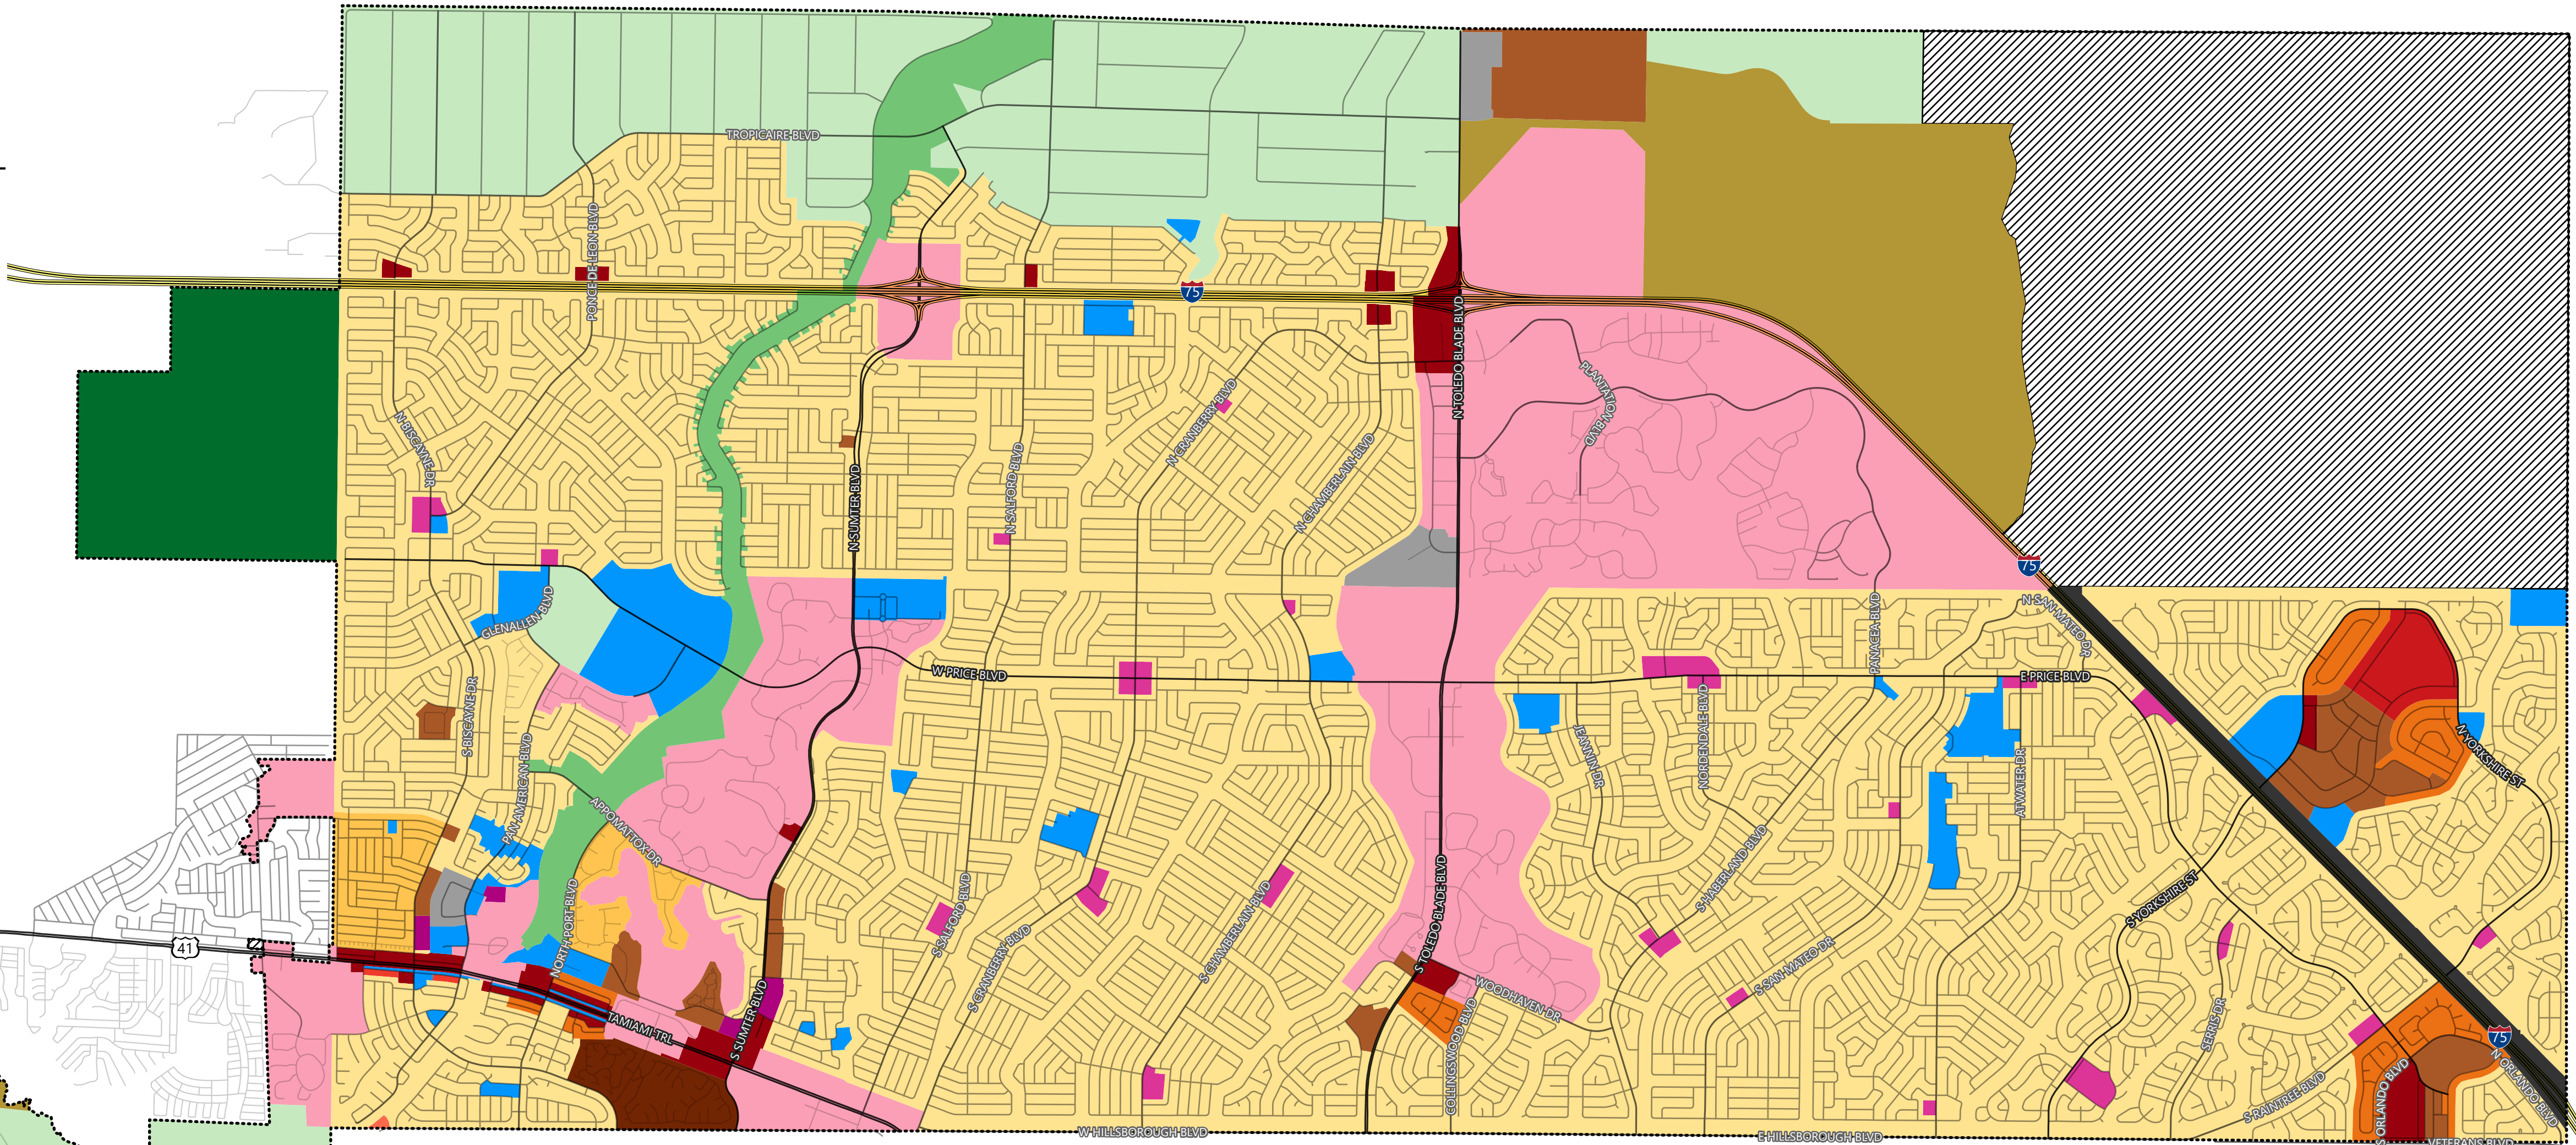 TROPICAIRE BLVD
PONCE DE LEON BLVD
75
N TOLEDO BLADE BLVD
PLANTATION BLVD
N CRANBERRY BLVD
N BISCAYNE DR
N CHAMBERLAIN BLVD
N SALFORD BLVD
N SUMTER BLVD
75
GLENALLEN BLVD
N SAN MATEO DR
PANACEA BLVD
W PRICE BLVD
E PRICE BLVD
S BISCAYNE DR
NORDENDALE BLVD
JEANNIN DR
N YORKSHIRE ST
PAN AMERICAN BLVD
ATWATER DR
APPOMATTOX DR
S HABERLAND BLVD
S TOLEDO BLADE BLVD
S YORKSHIRE ST
S SALFORD BLVD
S CHAMBERLAIN BLVD
NORTH PORT BLVD
41
S CRANBERRY BLVD
S SAN MATEO DR
WOODHAVEN DR
S SUMTER BLVD
TAMIAMI TRL
SERRIS DR
75
COLLINGSWOOD BLVD
N ORLANDO BLVD
S RAINTREE BLVD
S ORLANDO BLVD
W HILLSBOROUGH BLVD
E HILLSBOROUGH BLVD
VETERANS BLVD